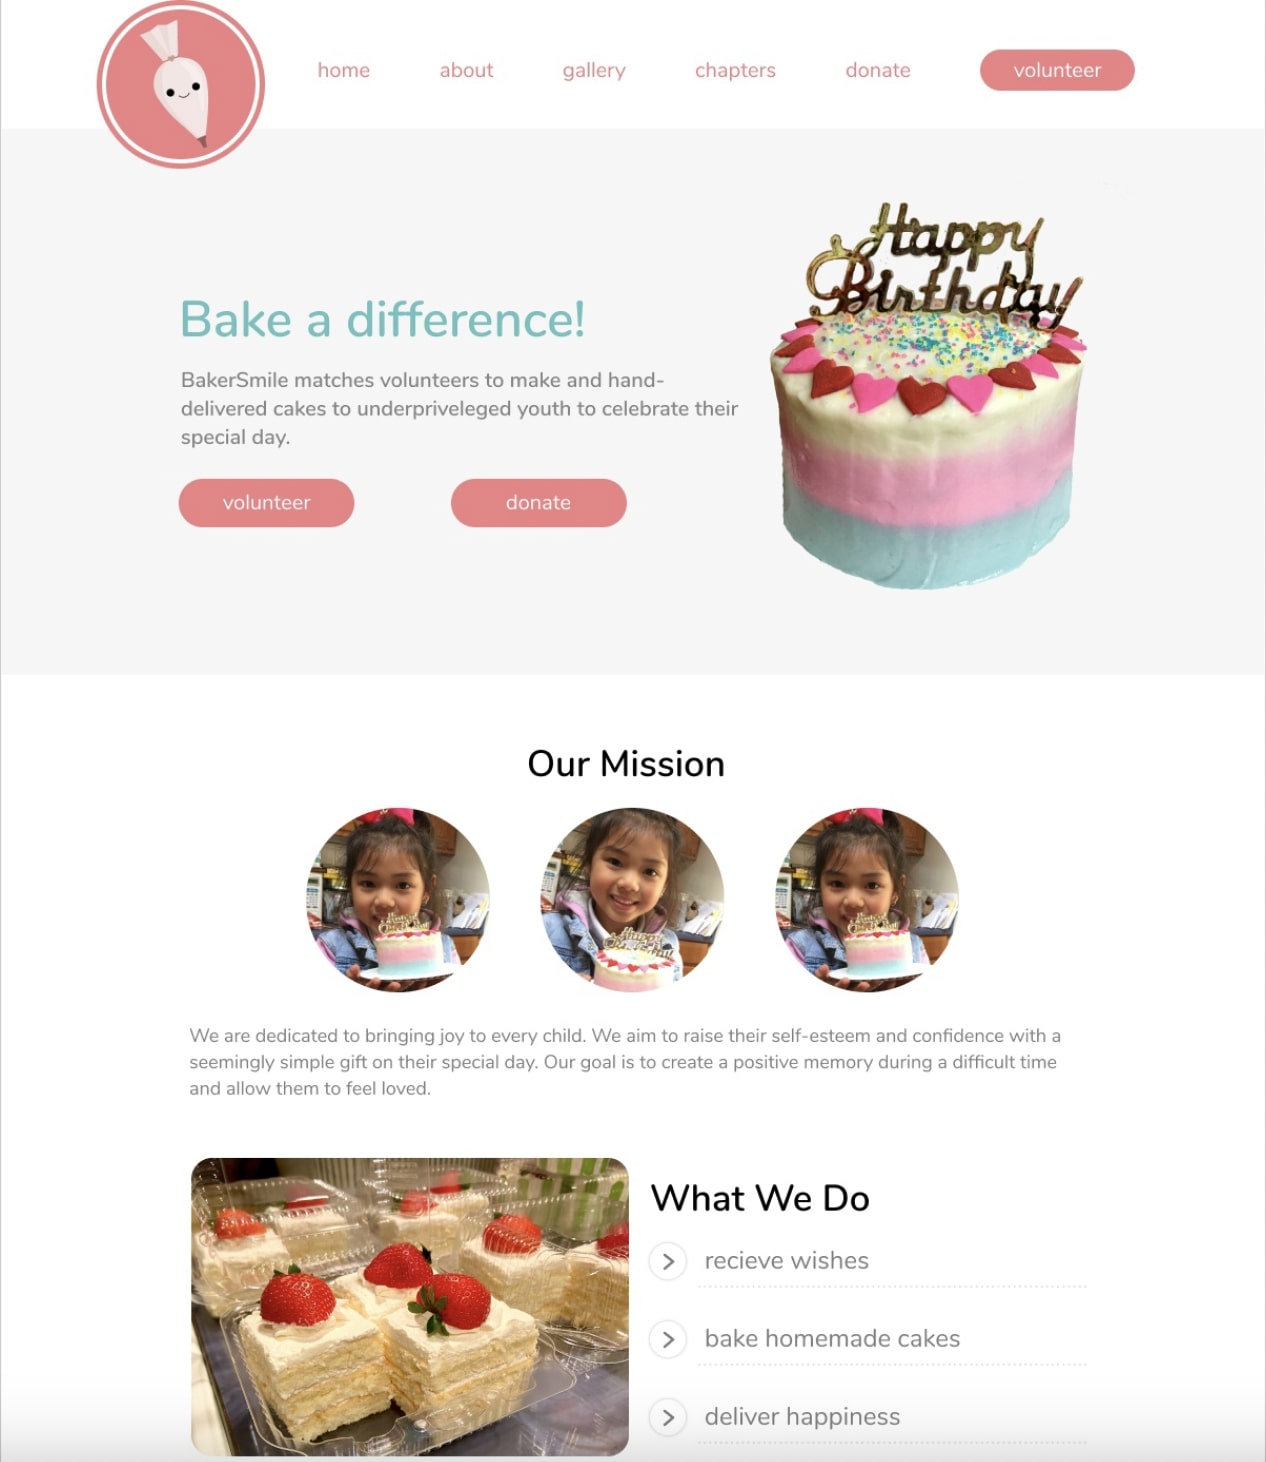 home about gallery chapters donate volunteer
Happy
Birthday
Bake a difference!
BakerSmile matches volunteers to make and hand-
delivered cakes to underpriveleged youth to celebrate their
special day.
volunteer donate
Our Mission
Happy
Birthday
We are dedicated to bringing joy to every child. We aim to raise their self-esteem and confidence with a
seemingly simple gift on their special day. Our goal is to create a positive memory during a difficult time
and allow them to feel loved.
What We Do
recieve wishes
bake homemade cakes
deliver happiness